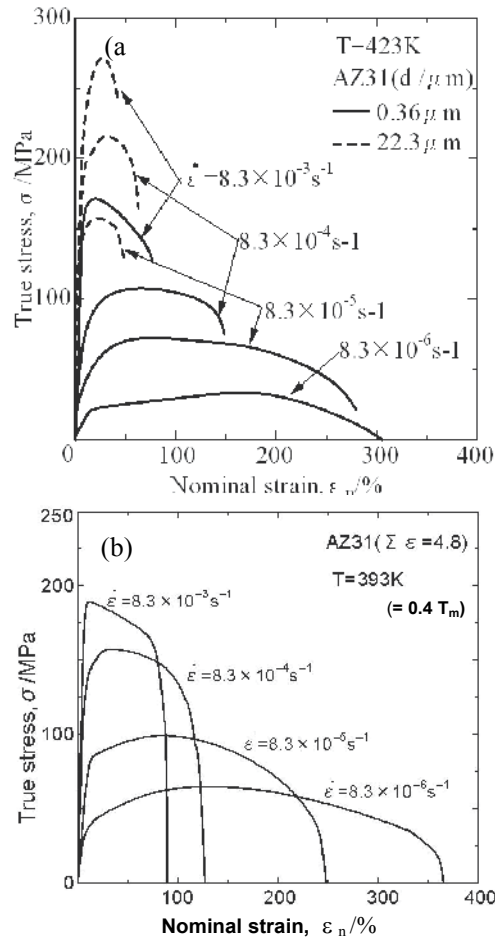 300
(a
T=423K
AZ31(d /μm)
0.36μm
22.3μm
200
ε̇ =8.3×10⁻³s⁻¹
8.3×10⁻⁴s-1
100
8.3×10⁻⁵s-1
8.3×10⁻⁶s-1
0
0 100 200 300 400
True stress, σ /MPa
Nominal strain, ε n/%
250
(b)
AZ31(Σ ε=4.8)
T=393K
(= 0.4 Tm)
200
ε̇=8.3×10⁻³s⁻¹
ε̇=8.3×10⁻⁴s⁻¹
100
ε=8.3×10⁻⁵s⁻¹
ε̇=8.3×10⁻⁶s⁻¹
0
0 100 200 300 400
True stress, σ/MPa
Nominal strain, ε n/%